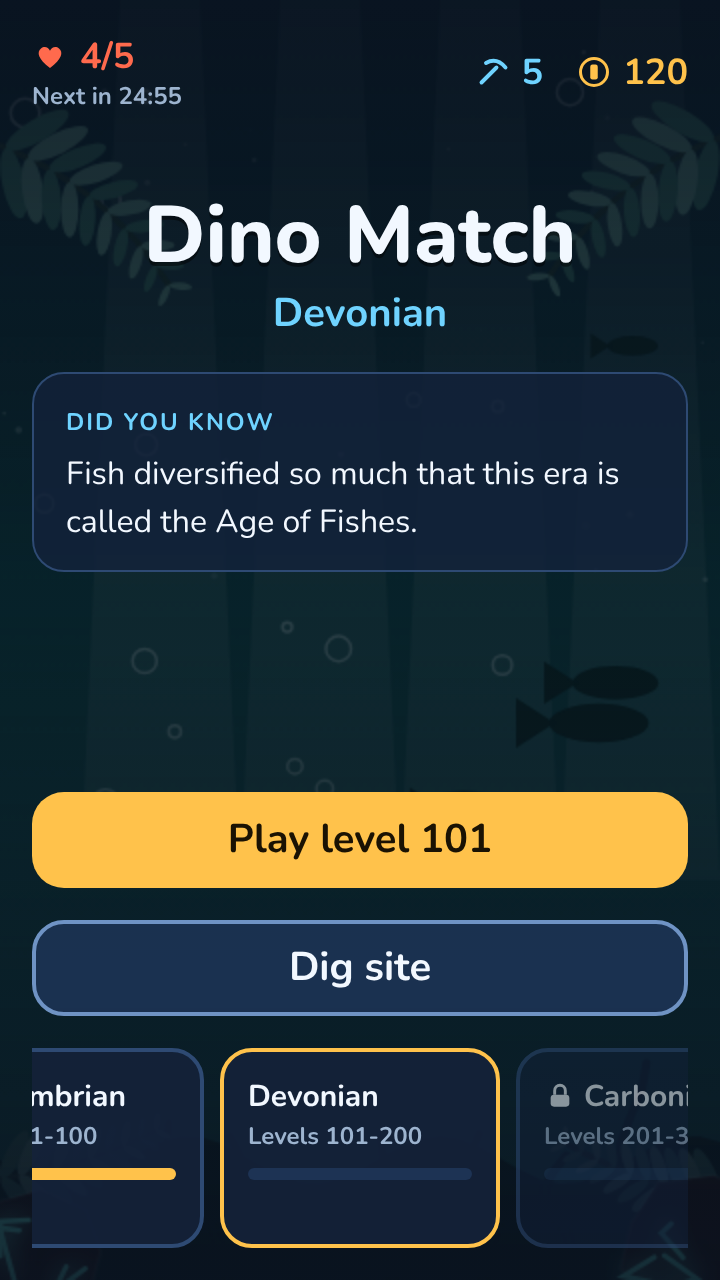 4/5
Next in 24:55
5
120
Dino Match
Devonian
DID YOU KNOW
Fish diversified so much that this era is
called the Age of Fishes.
Play level 101
Dig site
mbrian
1-100
Devonian
Levels 101-200
Carboni
Levels 201-3